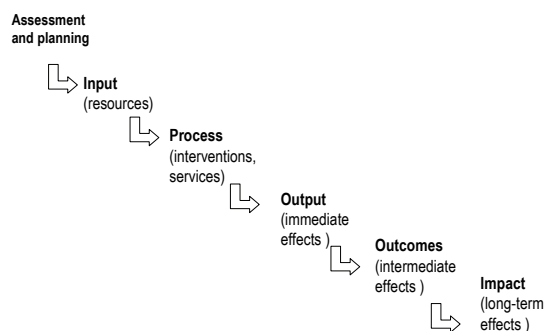 Assessment
and planning
Input
(resources)
Process
(interventions,
services)
Output
(immediate
effects )
Outcomes
(intermediate
effects )
Impact
(long-term
effects )